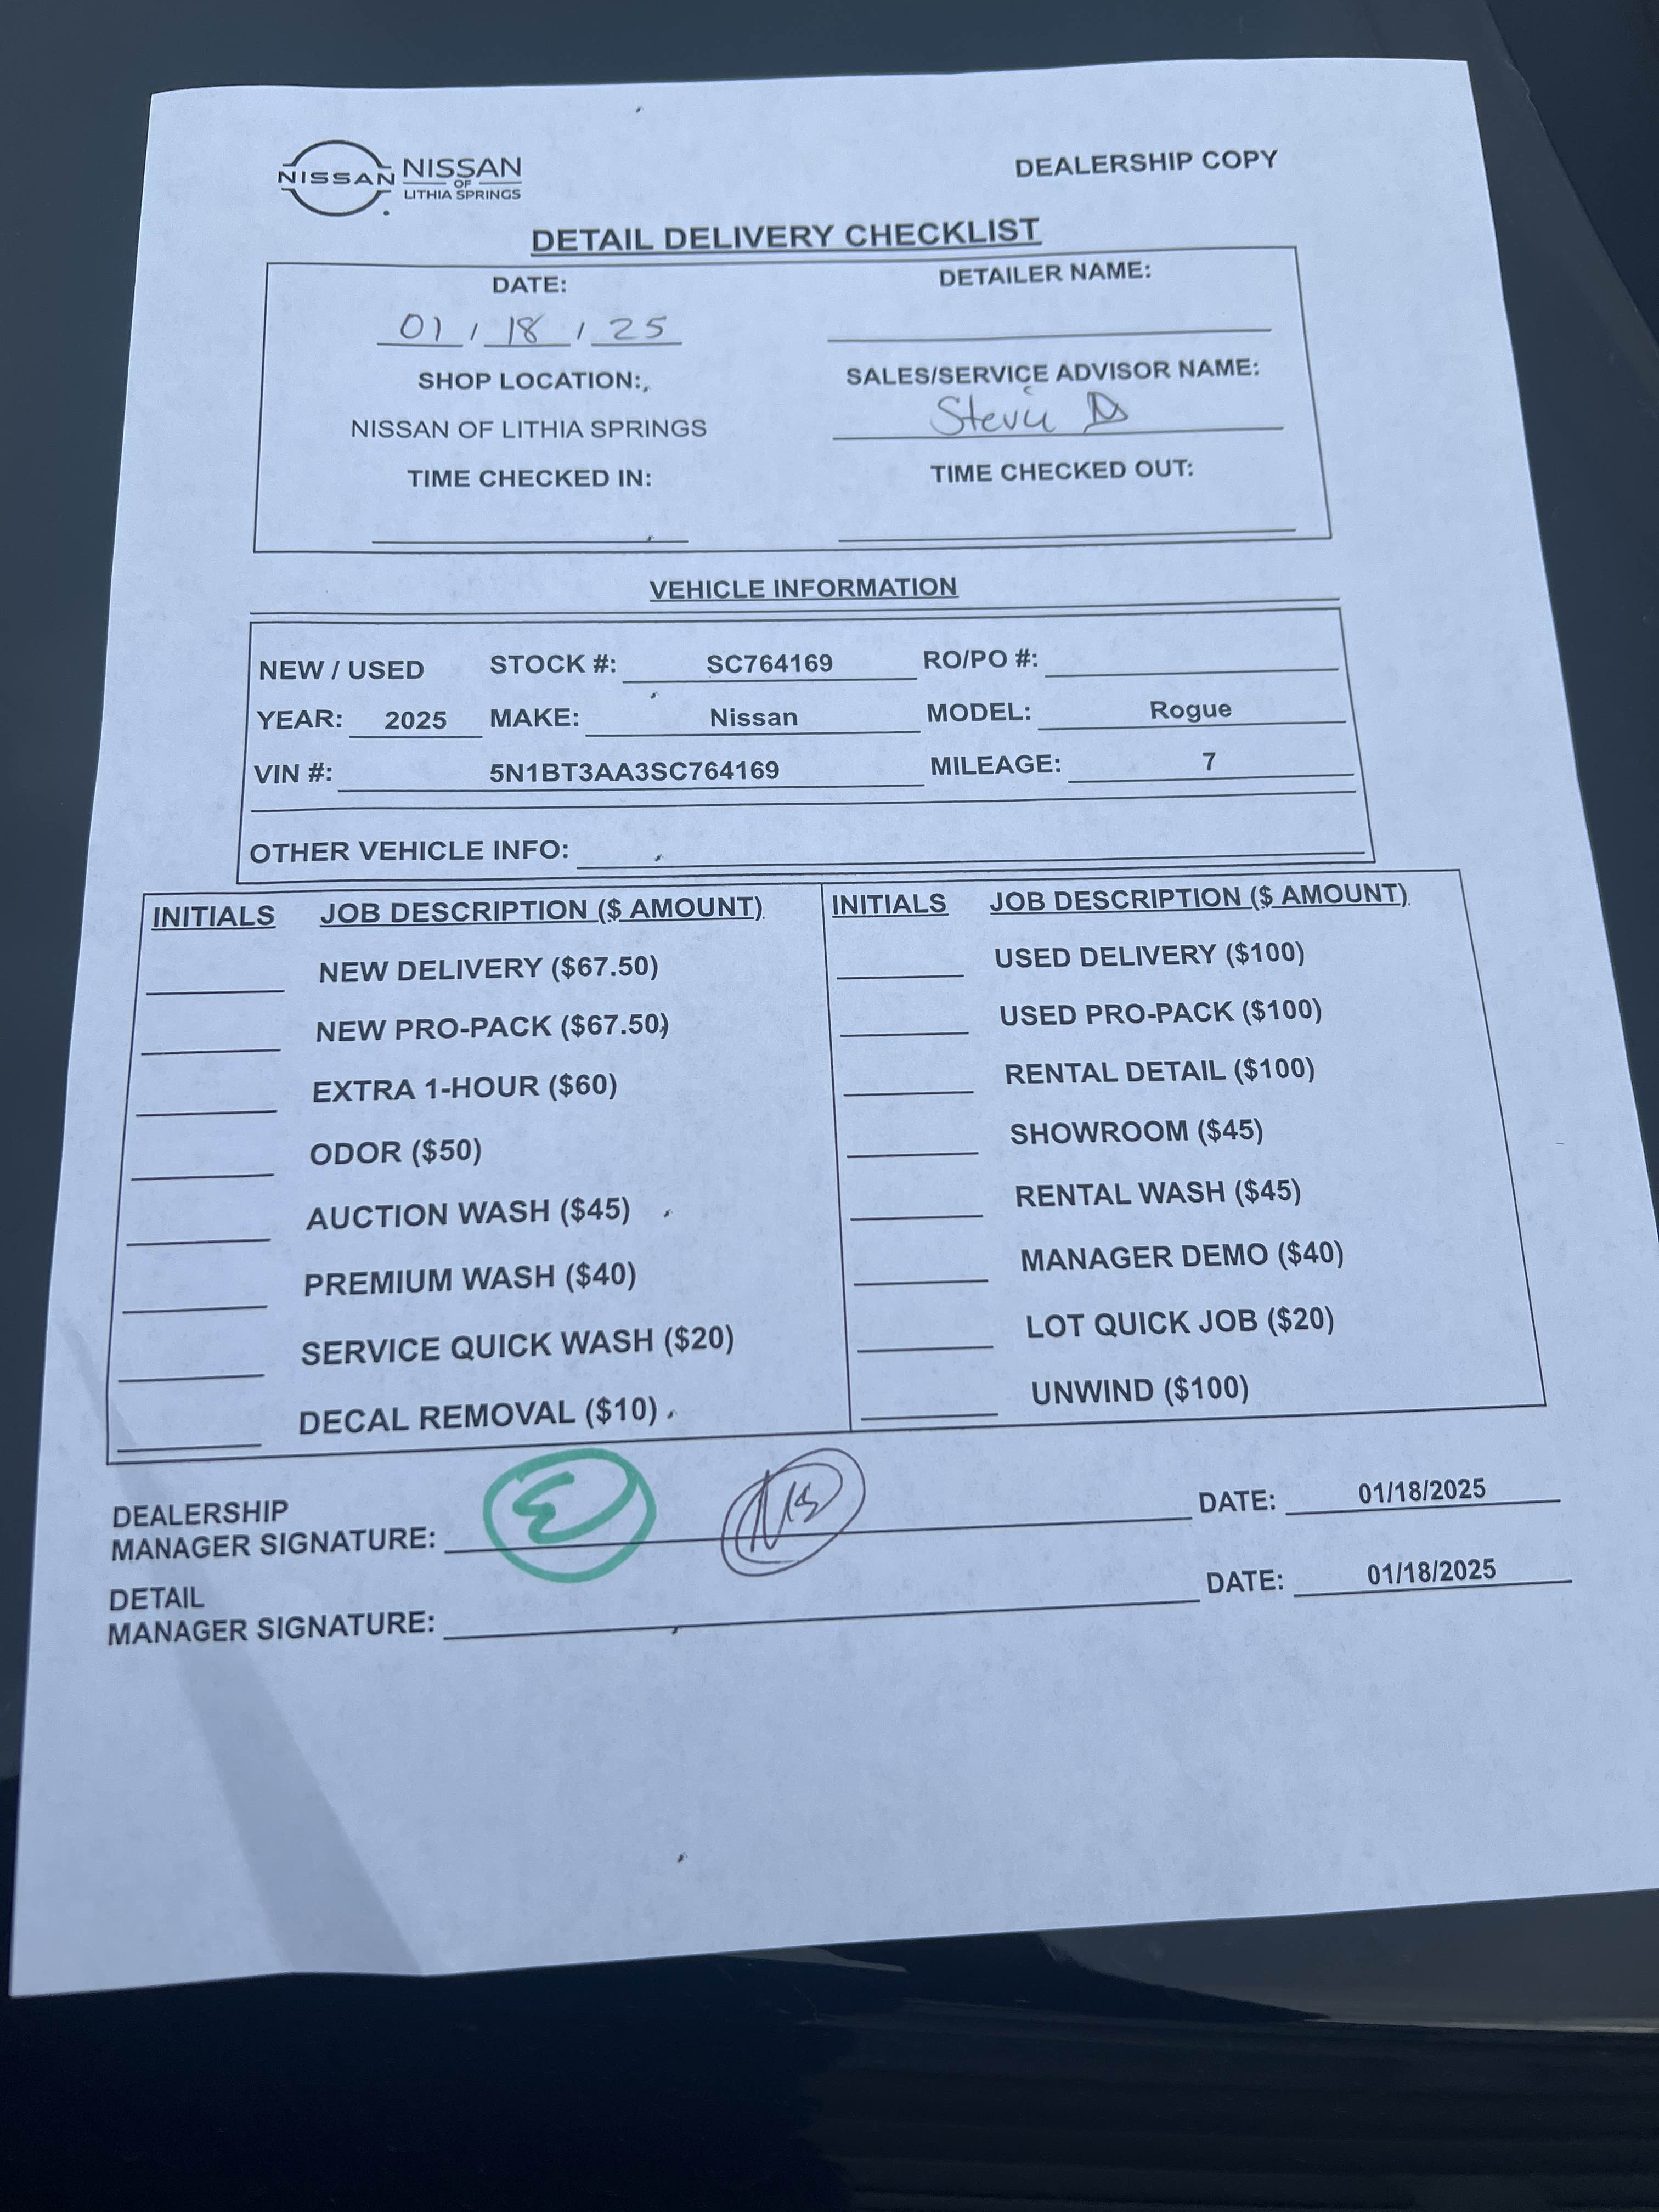 NISSAN NISSAN OF LITHIA SPRINGS
DEALERSHIP COPY
DETAIL DELIVERY CHECKLIST
DATE:
01 / 18 / 25
DETAILER NAME:
SHOP LOCATION:
NISSAN OF LITHIA SPRINGS
SALES/SERVICE ADVISOR NAME:
Stevie D
TIME CHECKED IN:
TIME CHECKED OUT:
VEHICLE INFORMATION
NEW / USED STOCK #: SC764169 RO/PO #:
YEAR: 2025 MAKE: Nissan MODEL: Rogue
VIN #: 5N1BT3AA3SC764169 MILEAGE: 7
OTHER VEHICLE INFO:
INITIALS JOB DESCRIPTION ($ AMOUNT)
NEW DELIVERY ($67.50)
NEW PRO-PACK ($67.50)
EXTRA 1-HOUR ($60)
ODOR ($50)
AUCTION WASH ($45)
PREMIUM WASH ($40)
SERVICE QUICK WASH ($20)
DECAL REMOVAL ($10)
INITIALS JOB DESCRIPTION ($ AMOUNT)
USED DELIVERY ($100)
USED PRO-PACK ($100)
RENTAL DETAIL ($100)
SHOWROOM ($45)
RENTAL WASH ($45)
MANAGER DEMO ($40)
LOT QUICK JOB ($20)
UNWIND ($100)
DEALERSHIP
MANAGER SIGNATURE: DATE: 01/18/2025
DETAIL
MANAGER SIGNATURE: DATE: 01/18/2025